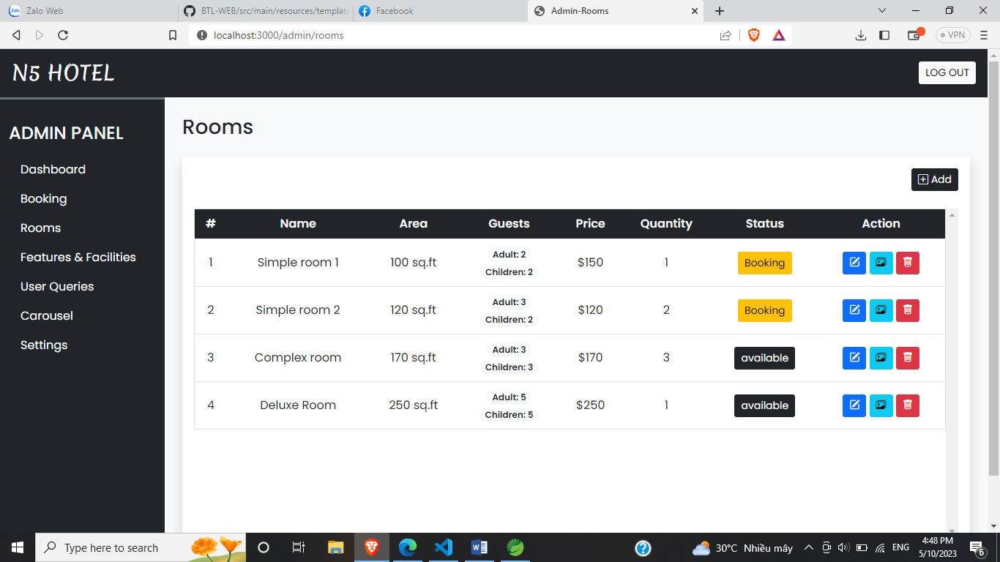 Zalo Web
BTL-WEB/src/main/resources/template
Facebook
Admin-Rooms
localhost:3000/admin/rooms
VPN
N5 HOTEL
LOG OUT
ADMIN PANEL
Dashboard
Booking
Rooms
Features & Facilities
User Queries
Carousel
Settings
Rooms
Add
# Name Area Guests Price Quantity Status Action
1 Simple room 1 100 sq.ft Adult: 2 Children: 2 $150 1 Booking
2 Simple room 2 120 sq.ft Adult: 3 Children: 2 $120 2 Booking
3 Complex room 170 sq.ft Adult: 3 Children: 3 $170 3 available
4 Deluxe Room 250 sq.ft Adult: 5 Children: 5 $250 1 available
Type here to search
30°C Nhiều mây
ENG
4:48 PM
5/10/2023
6